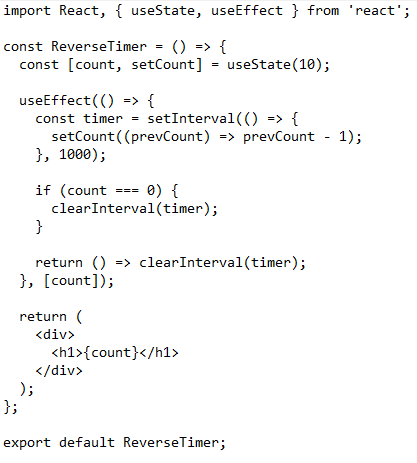 import React, { useState, useEffect } from 'react';

const ReverseTimer = () => {
  const [count, setCount] = useState(10);

  useEffect(() => {
    const timer = setInterval(() => {
      setCount((prevCount) => prevCount - 1);
    }, 1000);

    if (count === 0) {
      clearInterval(timer);
    }

    return () => clearInterval(timer);
  }, [count]);

  return (
    <div>
      <h1>{count}</h1>
    </div>
  );
};

export default ReverseTimer;